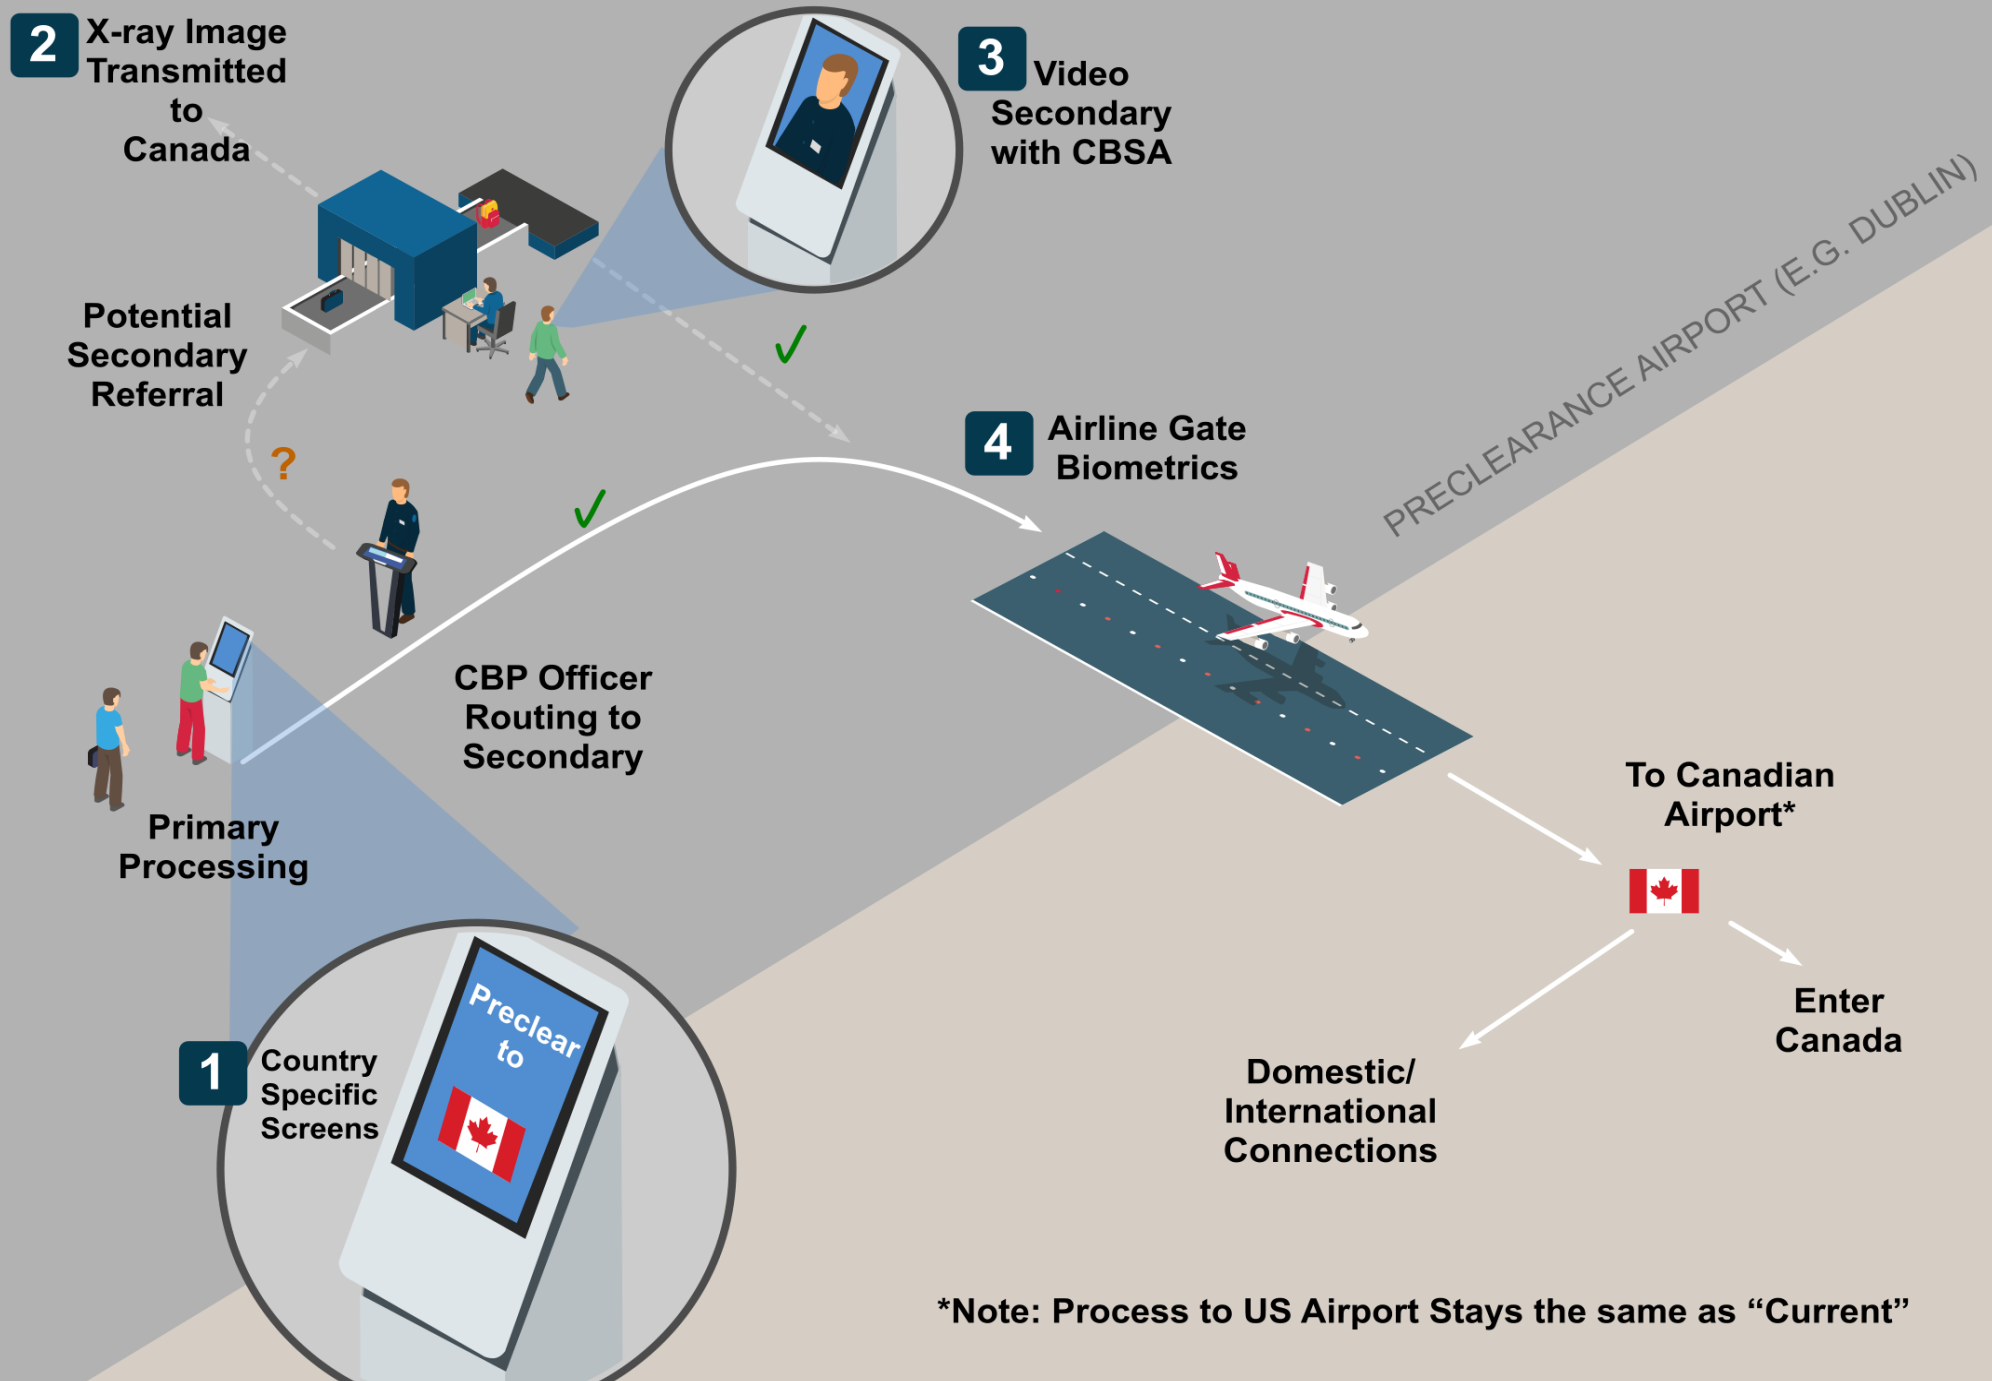 2
X-ray Image
Transmitted
to
Canada
3
Video
Secondary
with CBSA
PRECLEARANCE AIRPORT (E.G. DUBLIN)
Potential
Secondary
Referral
?
4
Airline Gate
Biometrics
CBP Officer
Routing to
Secondary
Primary
Processing
To Canadian
Airport*
Enter
Canada
1
Country
Specific
Screens
Preclear
to
Domestic/
International
Connections
*Note: Process to US Airport Stays the same as “Current”